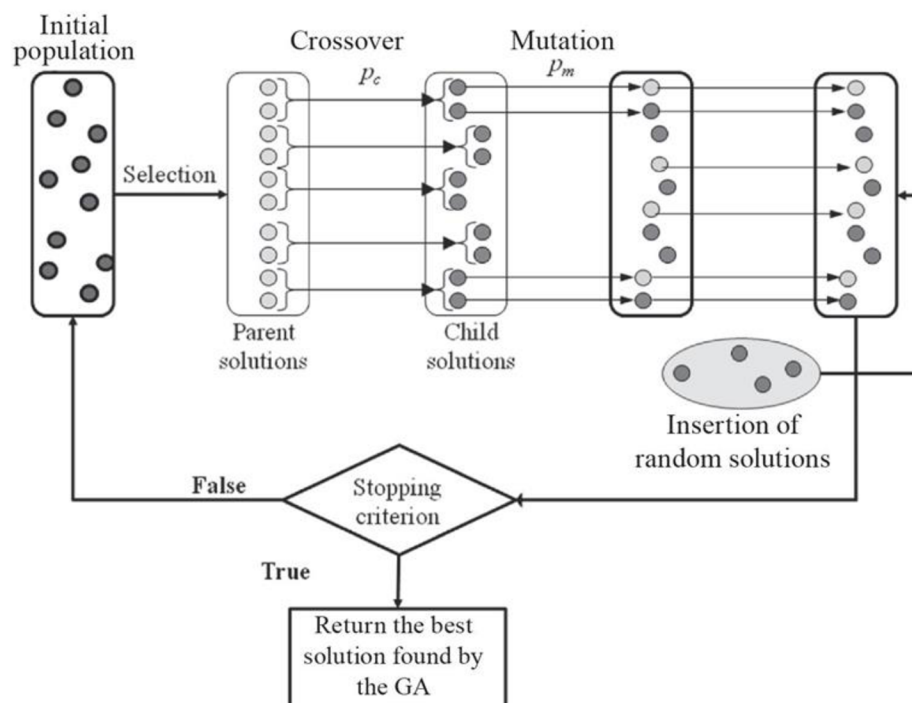 Initial
population
Crossover
Mutation
p_c
p_m
Selection
Parent
solutions
Child
solutions
Insertion of
random solutions
False
Stopping
criterion
True
Return the best
solution found by
the GA